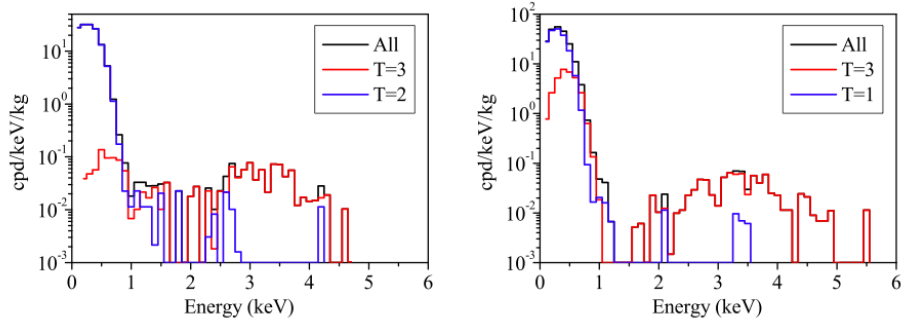 All
T=3
T=2
cpd/keV/kg
10^1
10^0
10^-1
10^-2
10^-3
0 1 2 3 4 5 6
Energy (keV)
All
T=3
T=1
cpd/keV/kg
10^2
10^1
10^0
10^-1
10^-2
10^-3
0 1 2 3 4 5 6
Energy (keV)